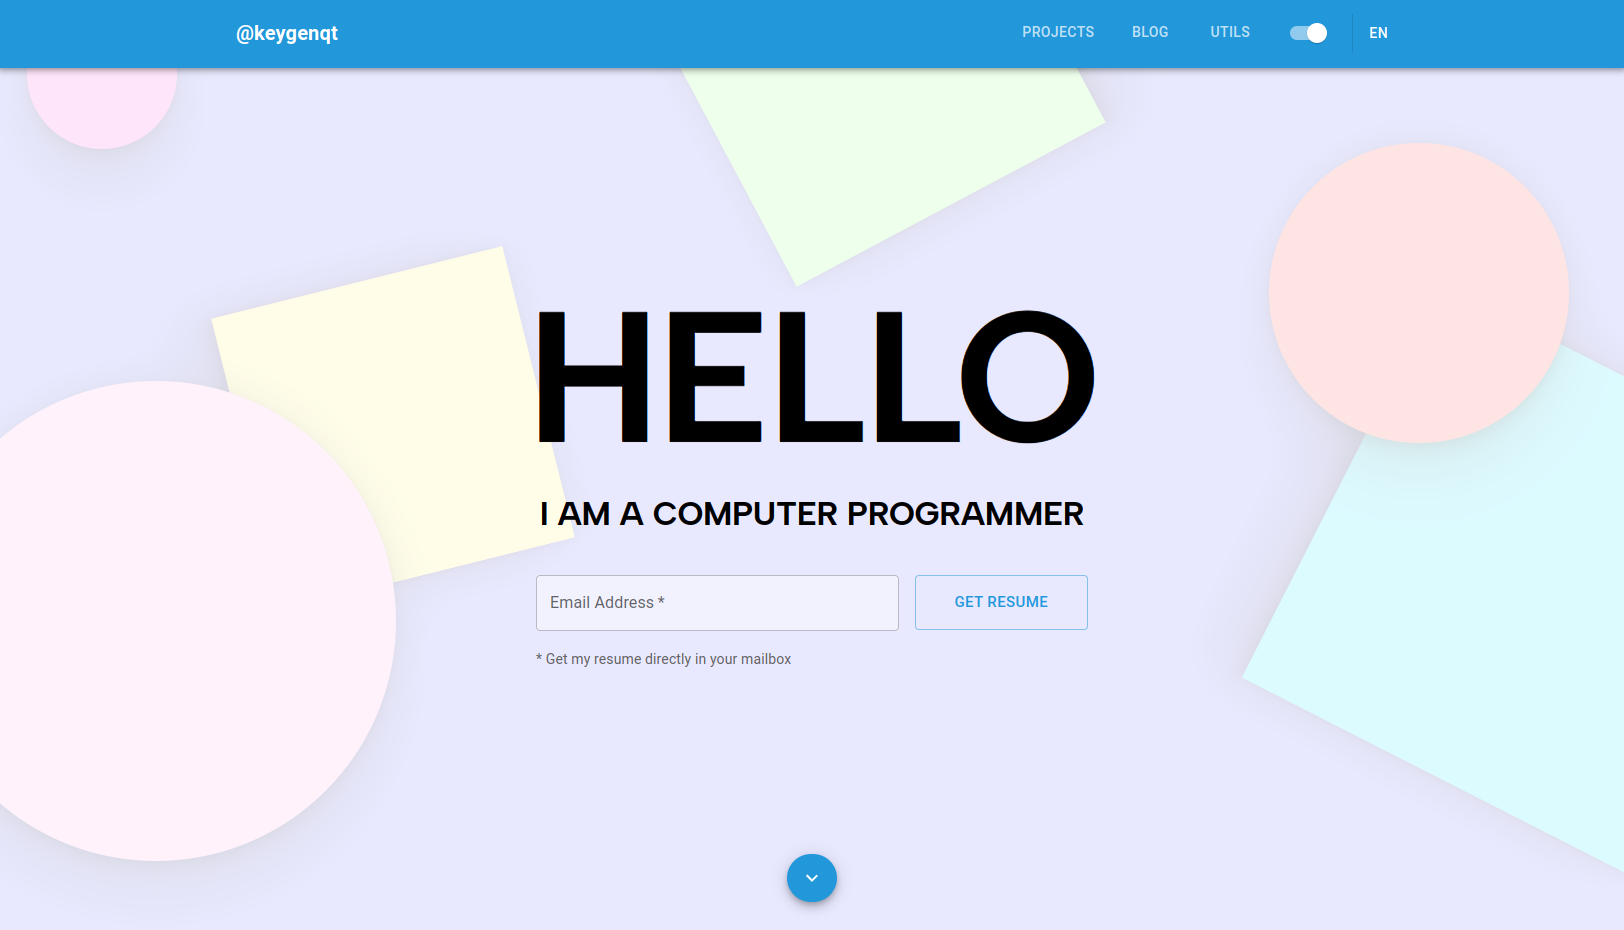 @keygenqt
PROJECTS BLOG UTILS EN
HELLO
I AM A COMPUTER PROGRAMMER
Email Address *
GET RESUME
* Get my resume directly in your mailbox